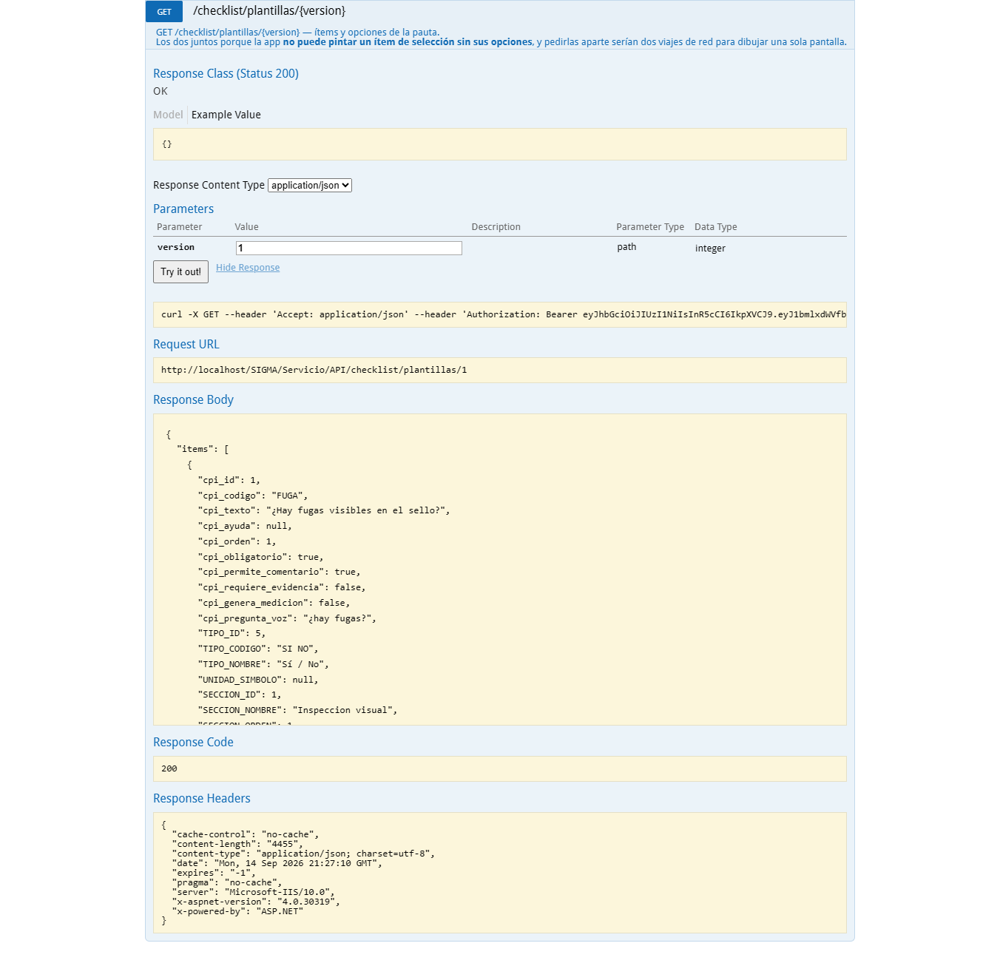 GET /checklist/plantillas/{version}
GET /checklist/plantillas/{version} — ítems y opciones de la pauta.
Los dos juntos porque la app no puede pintar un ítem de selección sin sus opciones, y pedirlas aparte serían dos viajes de red para dibujar una sola pantalla.
Response Class (Status 200)
OK
Model Example Value
{}
Response Content Type application/json
Parameters
Parameter Value Description Parameter Type Data Type
version 1 path integer
Try it out! Hide Response
curl -X GET --header 'Accept: application/json' --header 'Authorization: Bearer eyJhbGciOiJIUzI1NiIsInR5cCI6IkpXVCJ9.eyJ1bmlxdWVfb
Request URL
http://localhost/SIGMA/Servicio/API/checklist/plantillas/1
Response Body
{
"items": [
{
"cpi_id": 1,
"cpi_codigo": "FUGA",
"cpi_texto": "¿Hay fugas visibles en el sello?",
"cpi_ayuda": null,
"cpi_orden": 1,
"cpi_obligatorio": true,
"cpi_permite_comentario": true,
"cpi_requiere_evidencia": false,
"cpi_genera_medicion": false,
"cpi_pregunta_voz": "¿hay fugas?",
"TIPO_ID": 5,
"TIPO_CODIGO": "SI NO",
"TIPO_NOMBRE": "Sí / No",
"UNIDAD_SIMBOLO": null,
"SECCION_ID": 1,
"SECCION_NOMBRE": "Inspeccion visual",
"SECCION_ORDEN": 1,
Response Code
200
Response Headers
{
"cache-control": "no-cache",
"content-length": "4455",
"content-type": "application/json; charset=utf-8",
"date": "Mon, 14 Sep 2026 21:27:10 GMT",
"expires": "-1",
"pragma": "no-cache",
"server": "Microsoft-IIS/10.0",
"x-aspnet-version": "4.0.30319",
"x-powered-by": "ASP.NET"
}